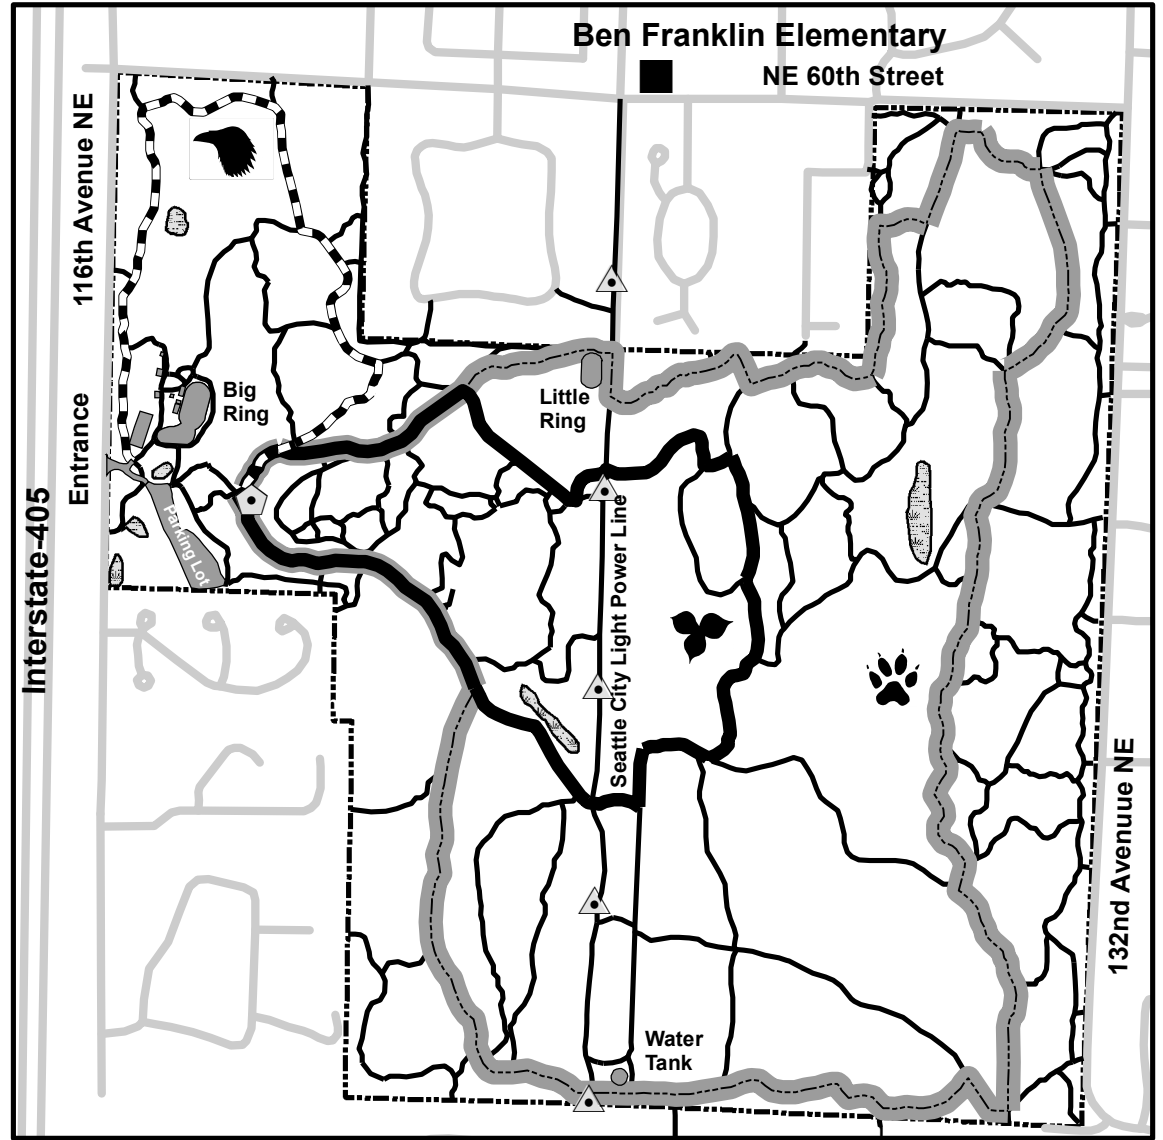 Ben Franklin Elementary
NE 60th Street
116th Avenue NE
Big
Ring
Little
Ring
Entrance
Parking Lot
Interstate-405
Seattle City Light Power Line
132nd Avenuue NE
Water
Tank